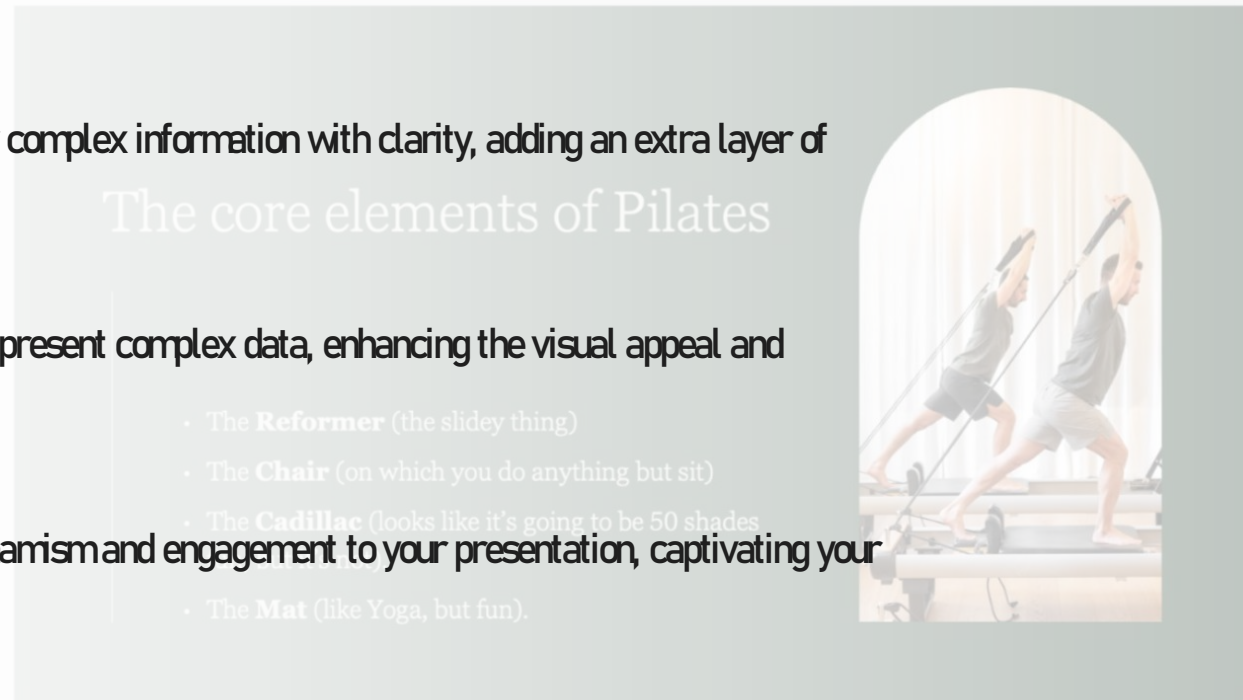 complex information with clarity, adding an extra layer of
The core elements of Pilates
present complex data, enhancing the visual appeal and
• The Reformer (the slidey thing)
• The Chair (on which you do anything but sit)
• The Cadillac (looks like it's going to be 50 shades
but it's not)
amism and engagement to your presentation, captivating your
• The Mat (like Yoga, but fun).